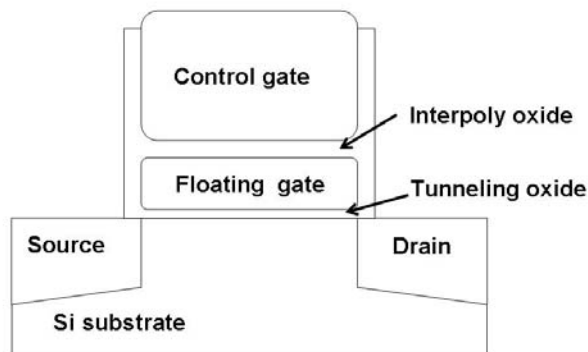 Control gate
Interpoly oxide
Floating gate
Tunneling oxide
Source
Drain
Si substrate